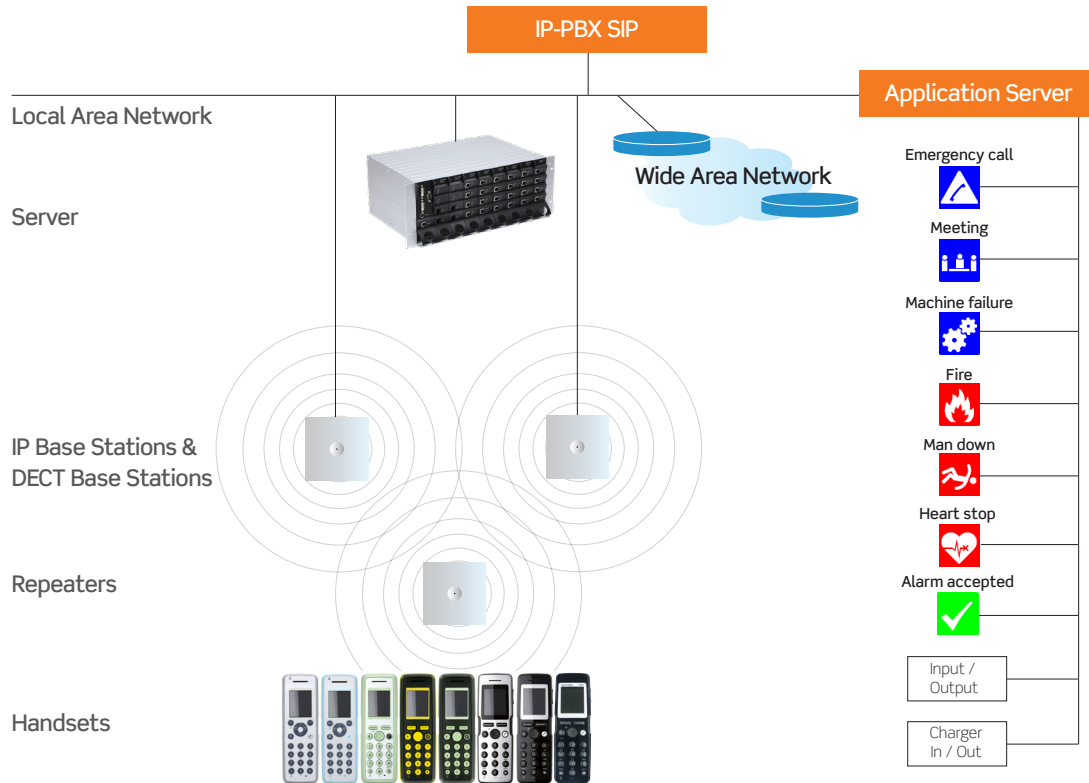 IP-PBX SIP
Application Server
Local Area Network
Wide Area Network
Server
Emergency call
Meeting
Machine failure
Fire
Man down
Heart stop
Alarm accepted
Input /
Output
Charger
In / Out
IP Base Stations &
DECT Base Stations
Repeaters
Handsets